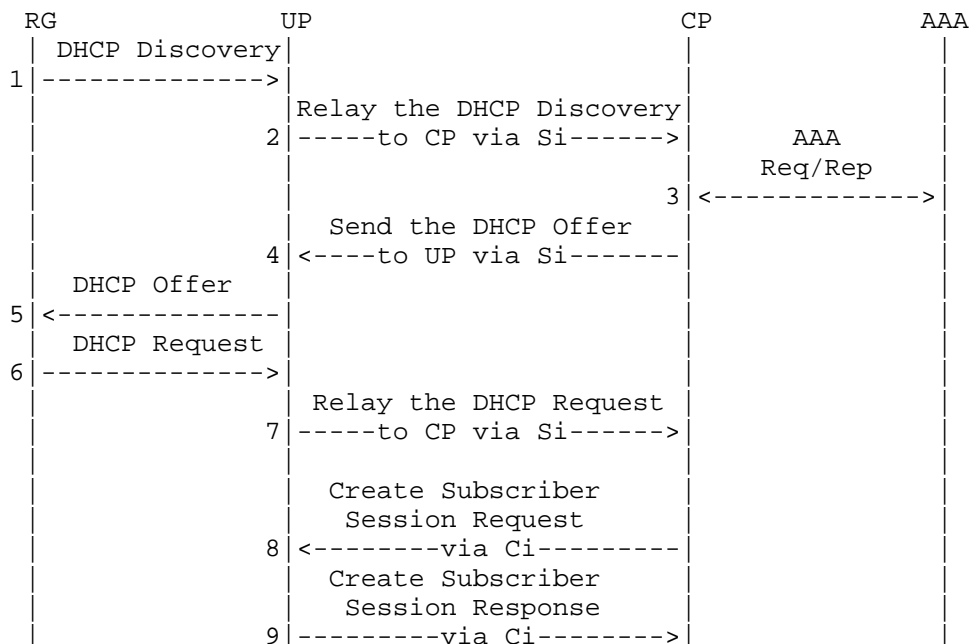 RG                UP                          CP              AAA
 |  DHCP Discovery|                           |                |
1|--------------->|                           |                |
 |                |Relay the DHCP Discovery   |                |
 |               2|-----to CP via Si------>   |      AAA       |
 |                |                           |    Req/Rep     |
 |                |                          3|<-------------->|
 |                |  Send the DHCP Offer      |                |
 |               4|<----to UP via Si-------   |                |
 |   DHCP Offer   |                           |                |
5|<---------------|                           |                |
 |   DHCP Request |                           |                |
6|--------------->|                           |                |
 |                | Relay the DHCP Request    |                |
 |               7|-----to CP via Si------>   |                |
 |                |                           |                |
 |                |  Create Subscriber        |                |
 |                |   Session Request         |                |
 |               8|<--------via Ci---------   |                |
 |                |  Create Subscriber        |                |
 |                |   Session Response        |                |
 |               9|---------via Ci-------->   |                |